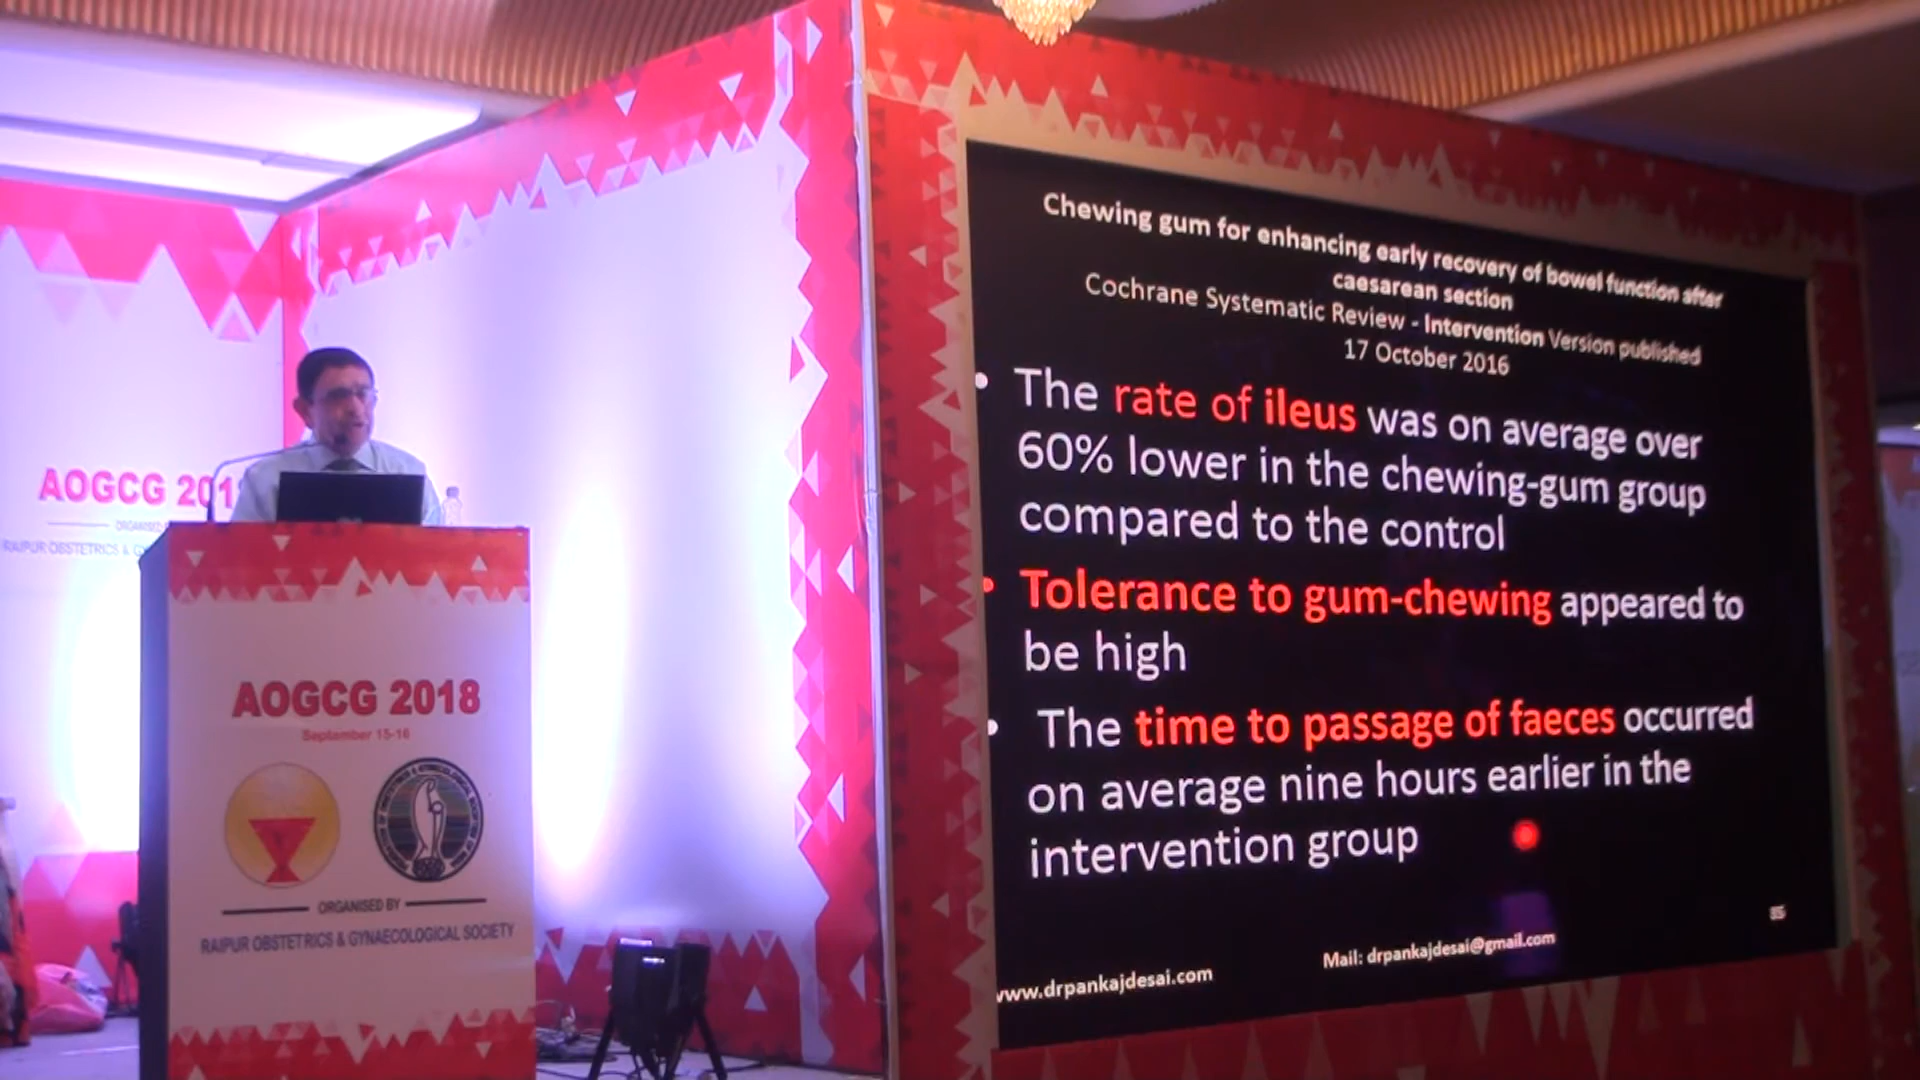 Chewing gum for enhancing early recovery of bowel function after
caesarean section
Cochrane Systematic Review - Intervention Version published
17 October 2016
• The rate of ileus was on average over
60% lower in the chewing-gum group
compared to the control
• Tolerance to gum-chewing appeared to
be high
• The time to passage of faeces occurred
on average nine hours earlier in the
intervention group
www.drpankajdesai.com
Mail: drpankajdesai@gmail.com
AOGCG 201
ORGANISED
RAIPUR OBSTETRICS &
AOGCG 2018
September 15-16
ORGANISED BY
RAIPUR OBSTETRICS & GYNAECOLOGICAL SOCIETY